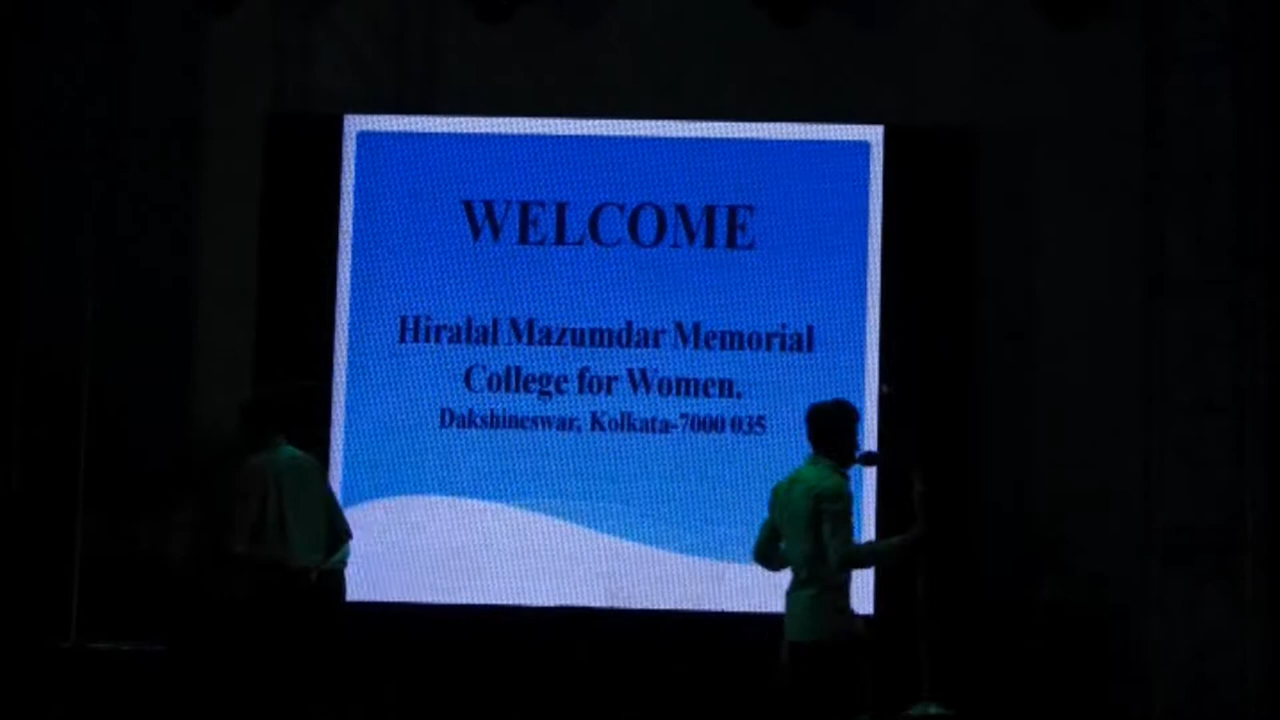 WELCOME
Hiralal Mazumdar Memorial
College for Women.
Dakshineswar, Kolkata-7000 035